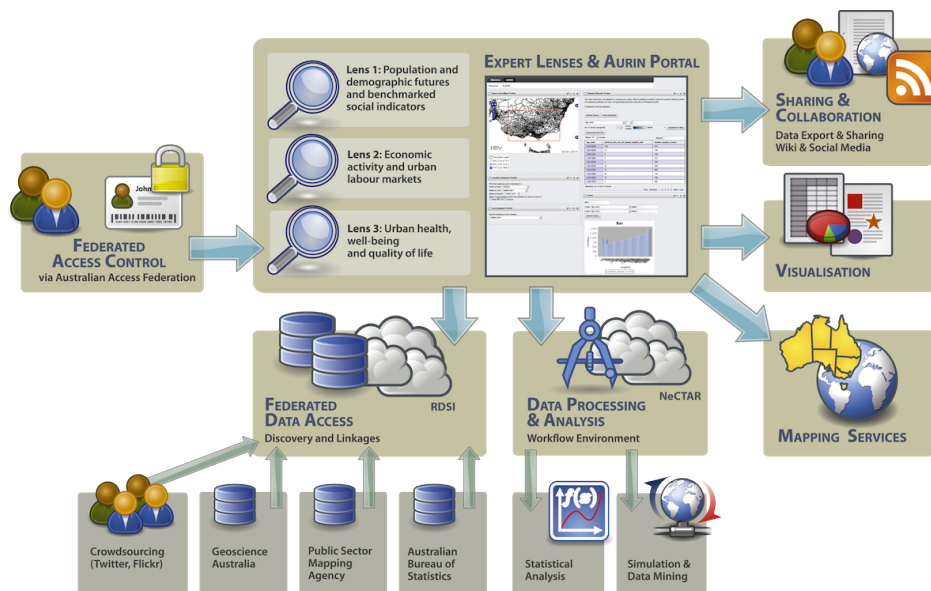 EXPERT LENSES & AURIN PORTAL
Lens 1: Population and
demographic futures
and benchmarked
social indicators
Lens 2: Economic
activity and urban
labour markets
Lens 3: Urban health,
well-being
and quality of life
John D
FEDERATED
ACCESS CONTROL
via Australian Access Federation
SHARING &
COLLABORATION
Data Export & Sharing
Wiki & Social Media
VISUALISATION
MAPPING SERVICES
RDSI
FEDERATED
DATA ACCESS
Discovery and Linkages
NeCTAR
DATA PROCESSING
& ANALYSIS
Workflow Environment
Crowdsourcing
(Twitter, Flickr)
Geoscience
Australia
Public Sector
Mapping
Agency
Australian
Bureau of
Statistics
f(x)
Statistical
Analysis
Simulation &
Data Mining